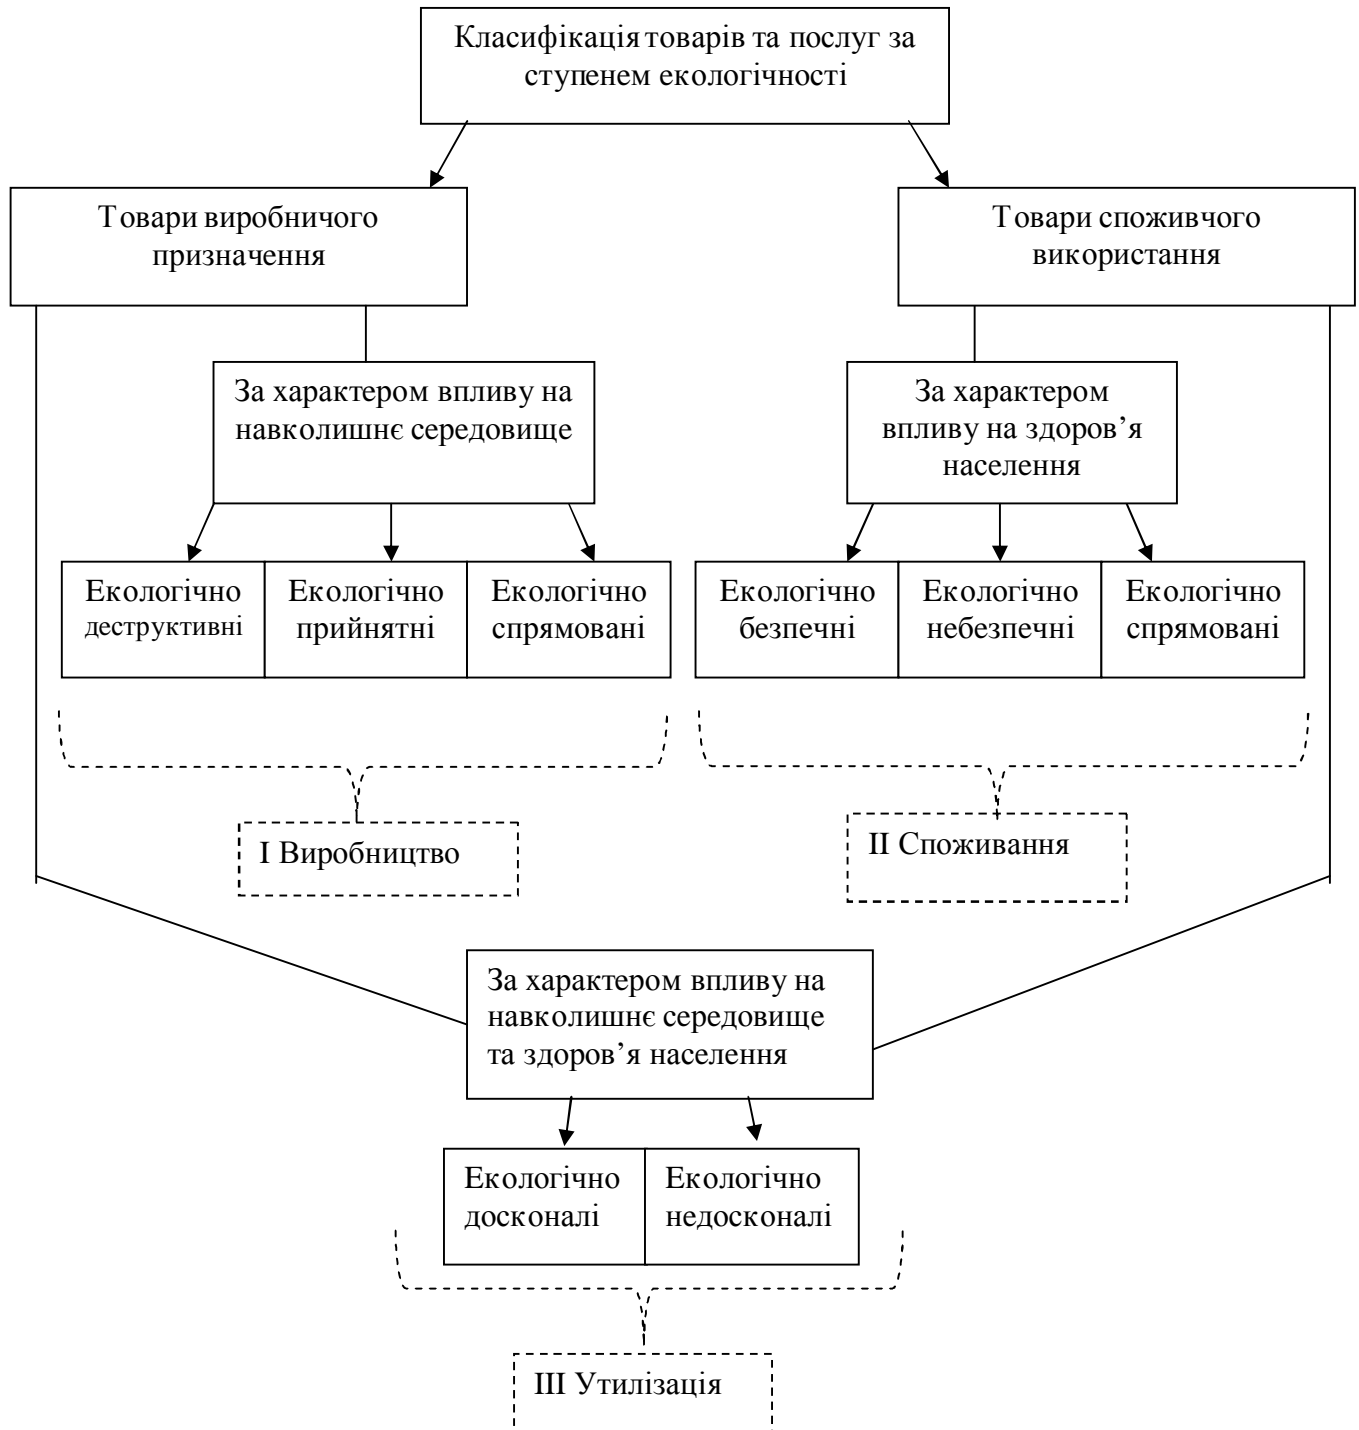 Класифікація товарів та послуг за
ступенем екологічності
Товари виробничого
призначення
Товари споживчого
використання
За характером впливу на
навколишнє середовище
За характером
впливу на здоров’я
населення
Екологічно
деструктивні
Екологічно
прийнятні
Екологічно
спрямовані
Екологічно
безпечні
Екологічно
небезпечні
Екологічно
спрямовані
І Виробництво
ІІ Споживання
За характером впливу на
навколишнє середовище
та здоров’я населення
Екологічно
досконалі
Екологічно
недосконалі
ІІІ Утилізація